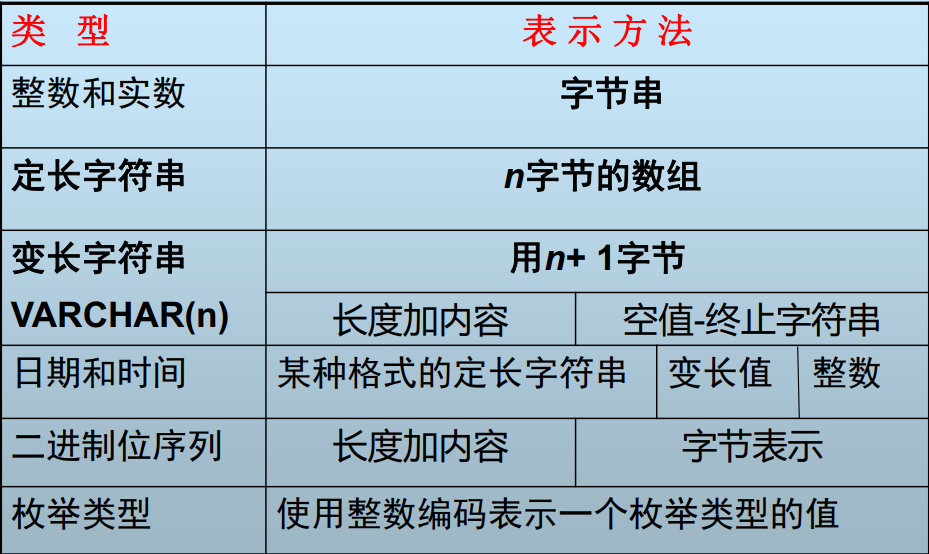 类 型 表示方法
整数和实数 字节串
定长字符串 n字节的数组
变长字符串 用n+ 1字节
VARCHAR(n) 长度加内容 空值-终止字符串
日期和时间 某种格式的定长字符串 变长值 整数
二进制位序列 长度加内容 字节表示
枚举类型 使用整数编码表示一个枚举类型的值